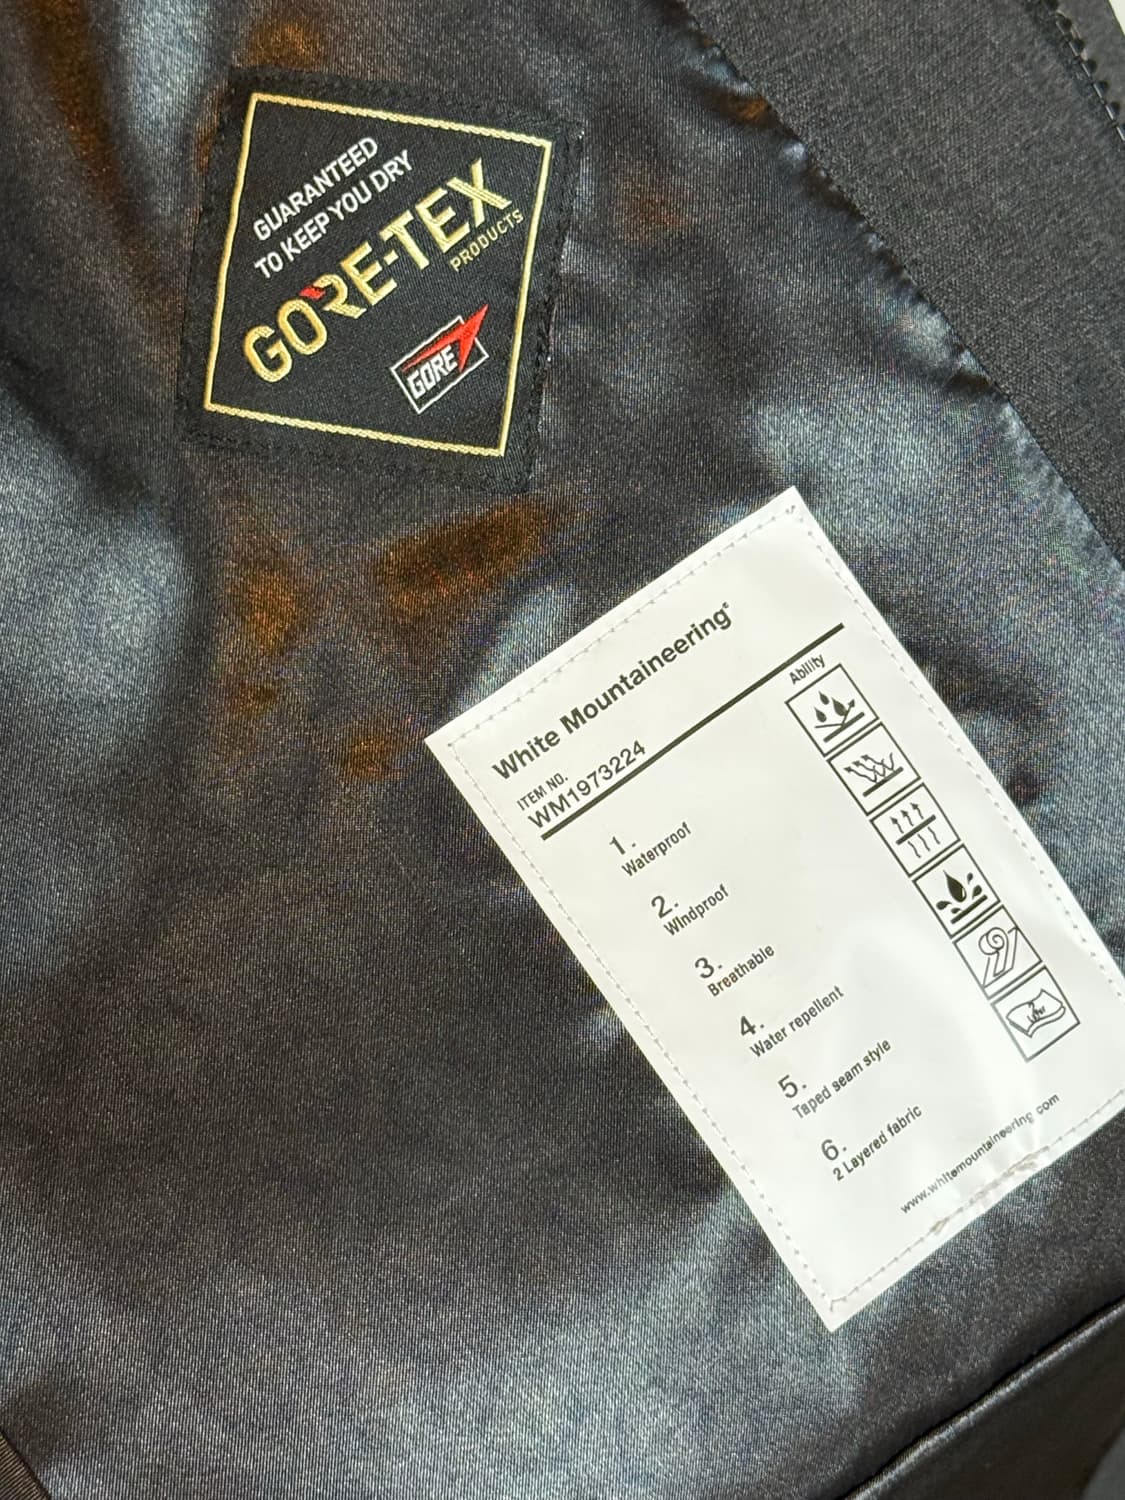 GUARANTEED
TO KEEP YOU DRY
GORE-TEX
PRODUCTS
GORE
White Mountaineering®
ITEM NO.
WM1973224
Ability
1.
Waterproof
2.
Windproof
3.
Breathable
4.
Water repellent
5.
Taped seam style
6.
2 Layered fabric
www.whitemountaineering.com